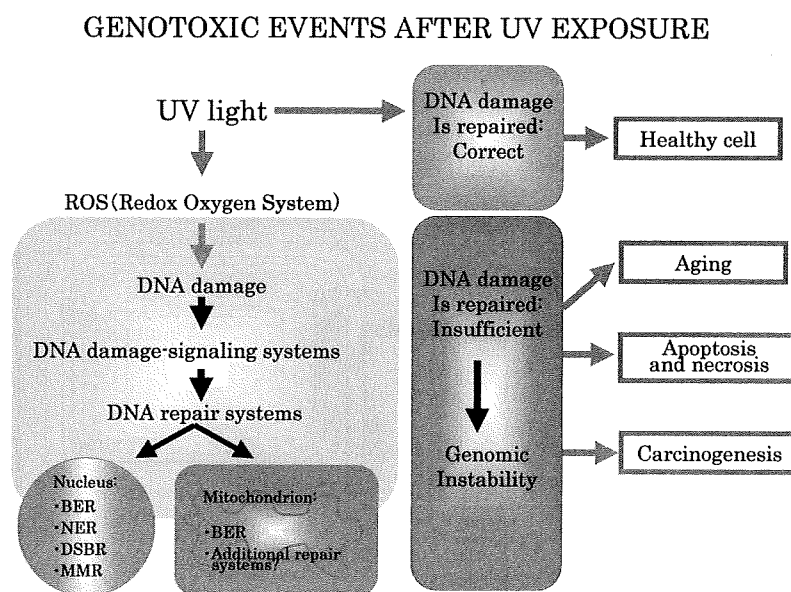 GENOTOXIC EVENTS AFTER UV EXPOSURE
UV light
DNA damage
Is repaired:
Correct
Healthy cell
ROS(Redox Oxygen System)
DNA damage
DNA damage-signaling systems
DNA repair systems
Nucleus:
・BER
・NER
・DSBR
・MMR
Mitochondrion:
・BER
・Additional repair
systems?
DNA damage
Is repaired:
Insufficient
Genomic
Instability
Aging
Apoptosis
and necrosis
Carcinogenesis